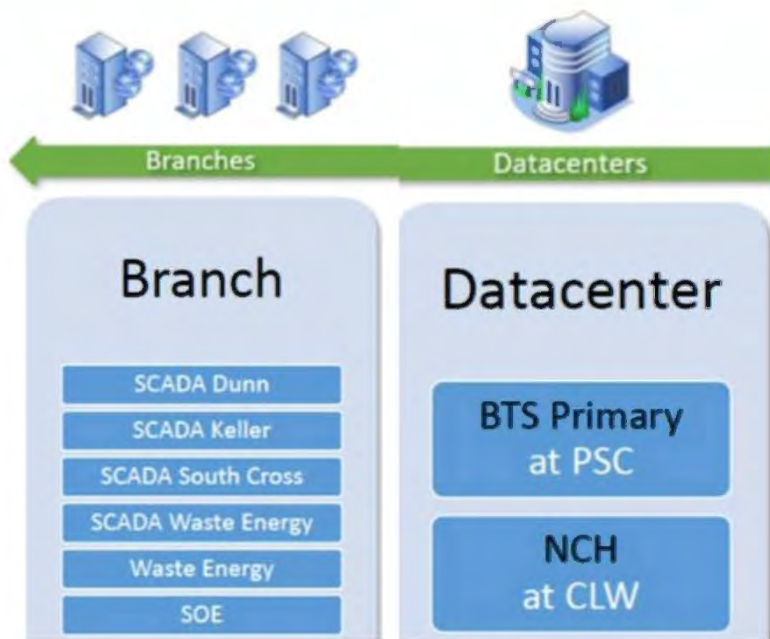 Branches
Datacenters
Branch
SCADA Dunn
SCADA Keller
SCADA South Cross
SCADA Waste Energy
Waste Energy
SOE
Datacenter
BTS Primary
at PSC
NCH
at CLW